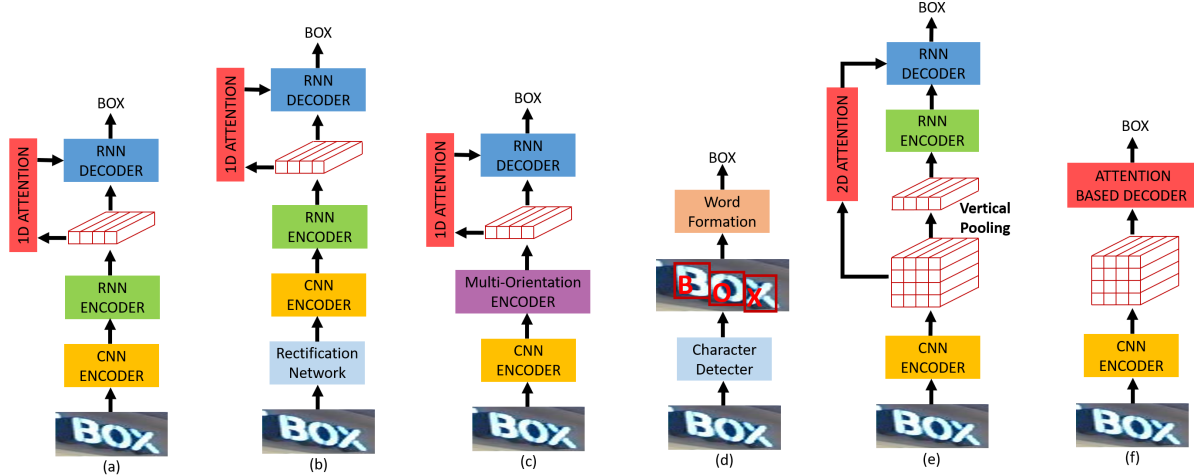 BOX
RNN
DECODER
1D ATTENTION
RNN
ENCODER
CNN
ENCODER
BOX
(a)
BOX
RNN
DECODER
1D ATTENTION
RNN
ENCODER
CNN
ENCODER
Rectification
Network
BOX
(b)
BOX
RNN
DECODER
1D ATTENTION
Multi-Orientation
ENCODER
CNN
ENCODER
BOX
(c)
BOX
Word
Formation
BOX
B O X
Character
Detecter
BOX
(d)
BOX
RNN
DECODER
2D ATTENTION
RNN
ENCODER
Vertical
Pooling
CNN
ENCODER
BOX
(e)
BOX
ATTENTION
BASED DECODER
CNN
ENCODER
BOX
(f)